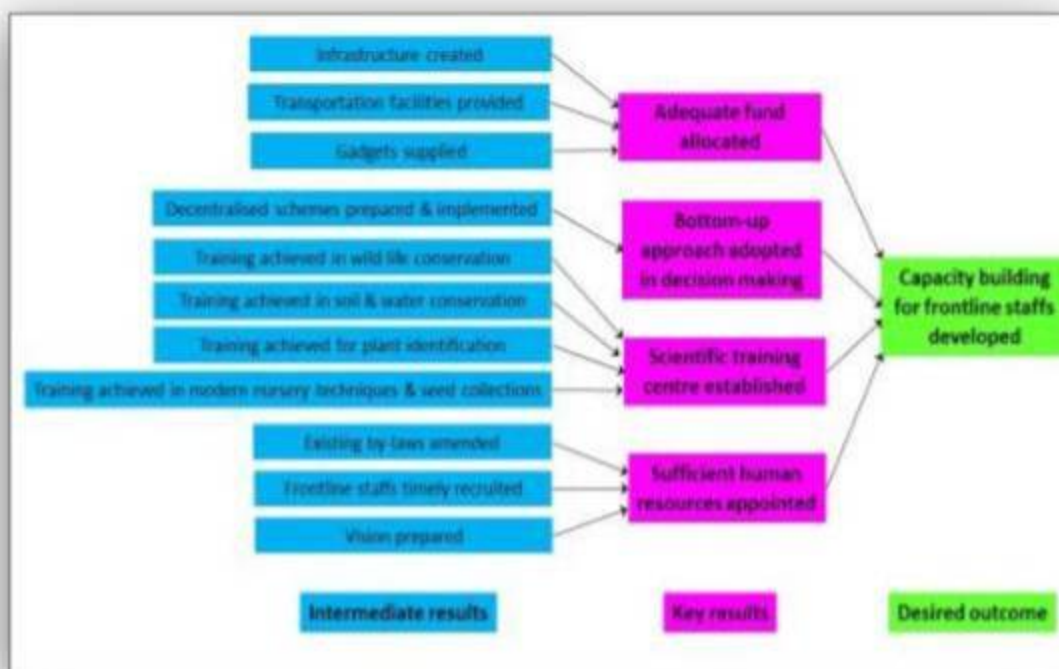 Infrastructure created
Transportation facilities provided
Gadgets supplied
Decentralised schemes prepared & implemented
Training achieved in wild life conservation
Training achieved in soil & water conservation
Training achieved for plant identification
Training achieved in modern nursery techniques & seed collections
Existing by-laws amended
Frontline staffs timely recruited
Vision prepared
Adequate fund
allocated
Bottom-up
approach adopted
in decision making
Scientific training
centre established
Sufficient human
resources appointed
Capacity building
for frontline staffs
developed
Intermediate results
Key results
Desired outcome